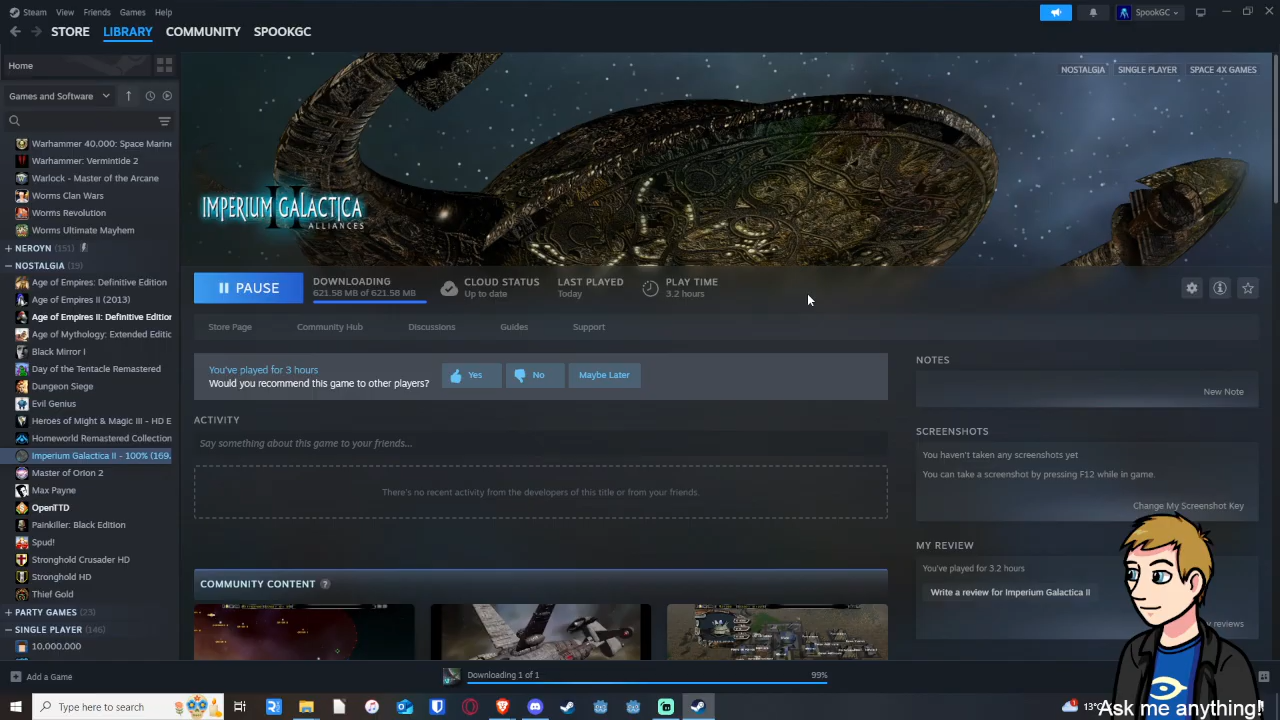 Steam View Friends Games Help
SpookGC
STORE LIBRARY COMMUNITY SPOOKGC
Home
NOSTALGIA SINGLE PLAYER SPACE 4X GAMES
Games and Software
Warhammer 40,000: Space Marine
Warhammer: Vermintide 2
Warlock - Master of the Arcane
Worms Clan Wars
Worms Revolution
Worms Ultimate Mayhem
NEROYN (151)
NOSTALGIA (19)
Age of Empires: Definitive Edition
Age of Empires II (2013)
Age of Empires II: Definitive Edition
Age of Mythology: Extended Editic
Black Mirror I
Day of the Tentacle Remastered
Dungeon Siege
Evil Genius
Heroes of Might & Magic III - HD E
Homeworld Remastered Collection
Imperium Galactica II - 100% (169.
Master of Orion 2
Max Payne
OpenTTD
Painkiller: Black Edition
Spud!
Stronghold Crusader HD
Stronghold HD
Thief Gold
PARTY GAMES (23)
SINGLE PLAYER (146)
10,000.000
IMPERIUM GALACTICA II
ALLIANCES
PAUSE
DOWNLOADING
621.58 MB of 621.58 MB
CLOUD STATUS
Up to date
LAST PLAYED
Today
PLAY TIME
3.2 hours
Store Page Community Hub Discussions Guides Support
You've played for 3 hours
Would you recommend this game to other players?
Yes No Maybe Later
ACTIVITY
Say something about this game to your friends...
There's no recent activity from the developers of this title or from your friends.
COMMUNITY CONTENT ?
NOTES
New Note
SCREENSHOTS
You haven't taken any screenshots yet
You can take a screenshot by pressing F12 while in game.
Change My Screenshot Key
MY REVIEW
You've played for 3.2 hours
Write a review for Imperium Galactica II
reviews
Add a Game
Downloading 1 of 1 99%
Type here to search
13°
Ask me anything!